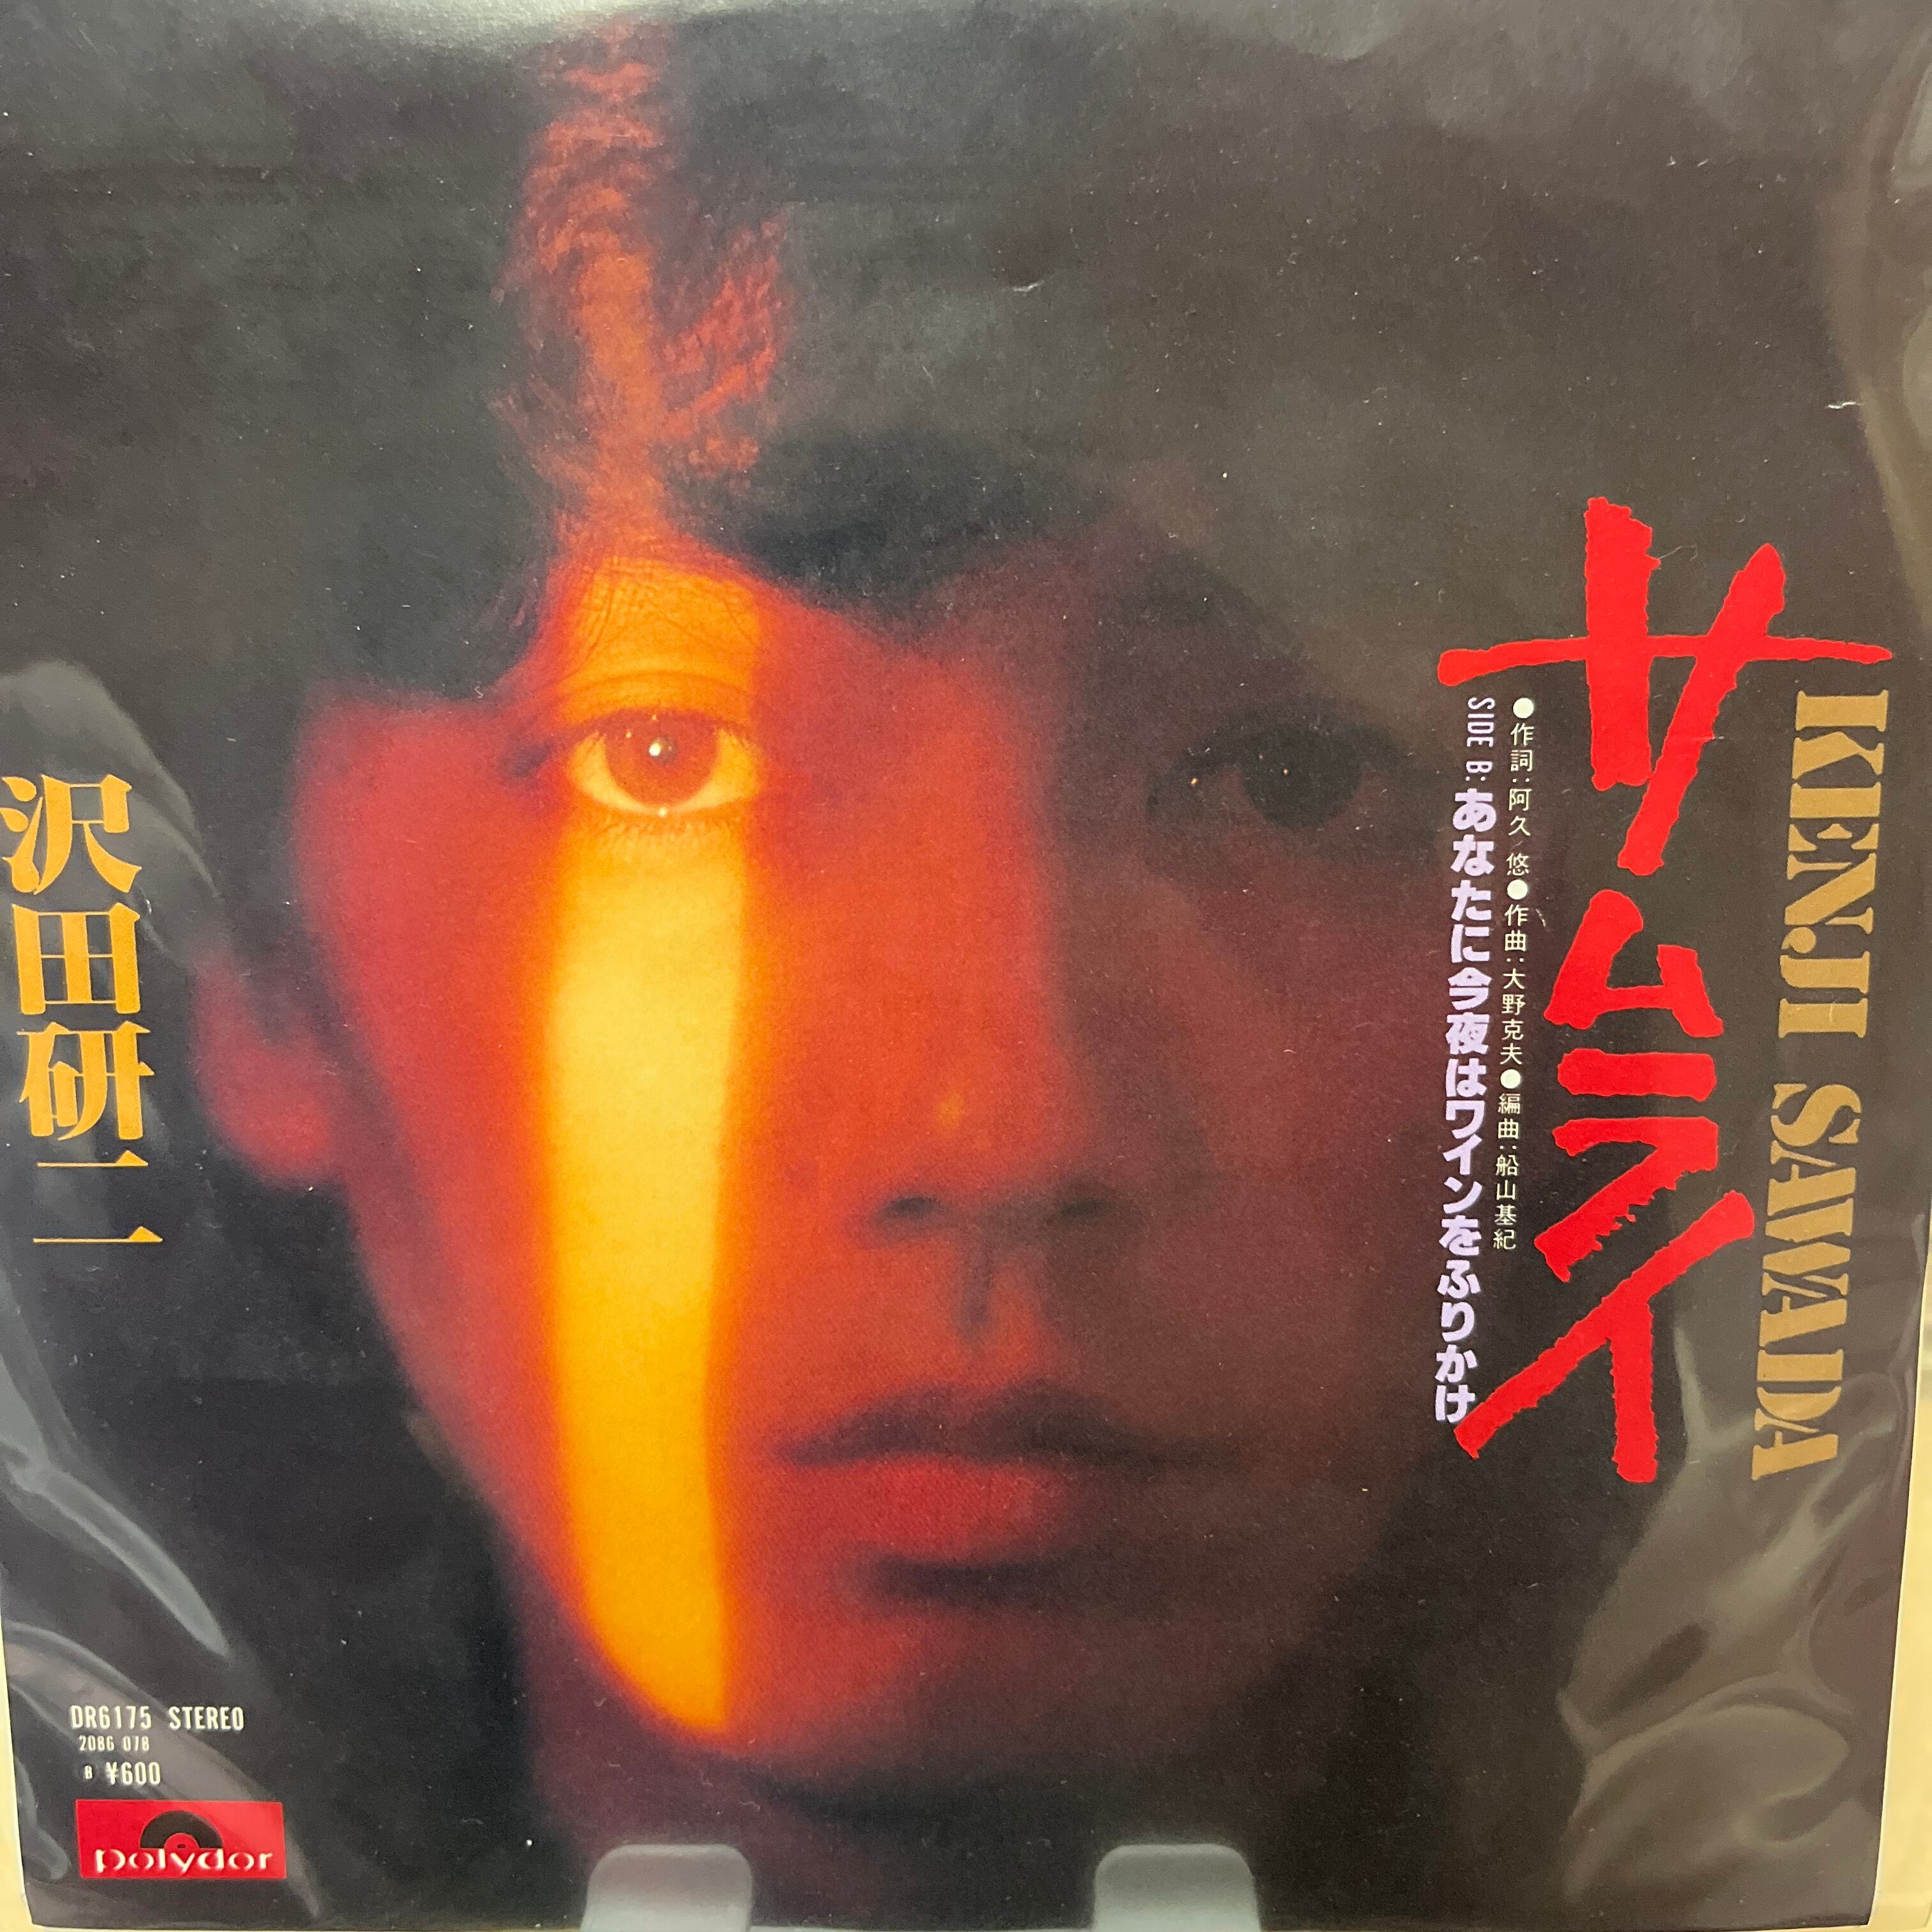 KENJI SAWADA
サムライ
●作詞:阿久 悠●作曲:大野克夫●編曲:船山基紀
SIDE B:あなたに今夜はワインをふりかけ
沢田研二
DR6175 STEREO
2086 078
B ¥600
polydor